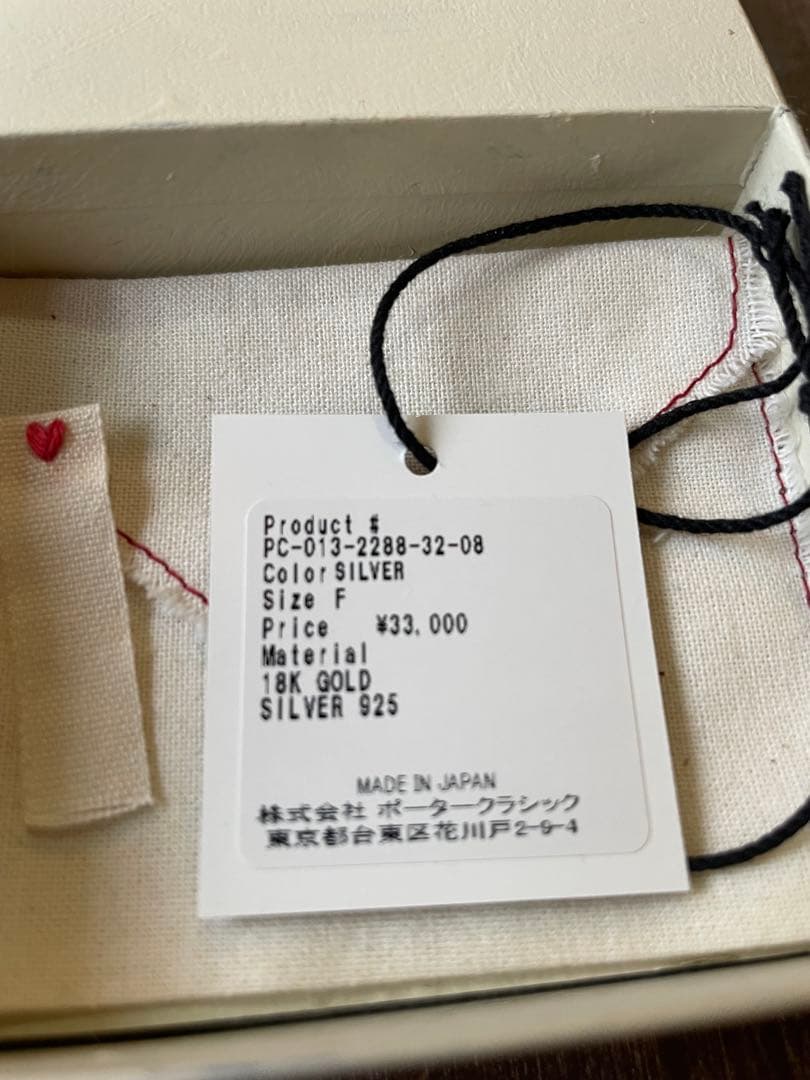 Product #
PC-013-2288-32-08
Color SILVER
Size F
Price ¥33,000
Material
18K GOLD
SILVER 925
MADE IN JAPAN
株式会社 ポータークラシック
東京都台東区花川戸2-9-4